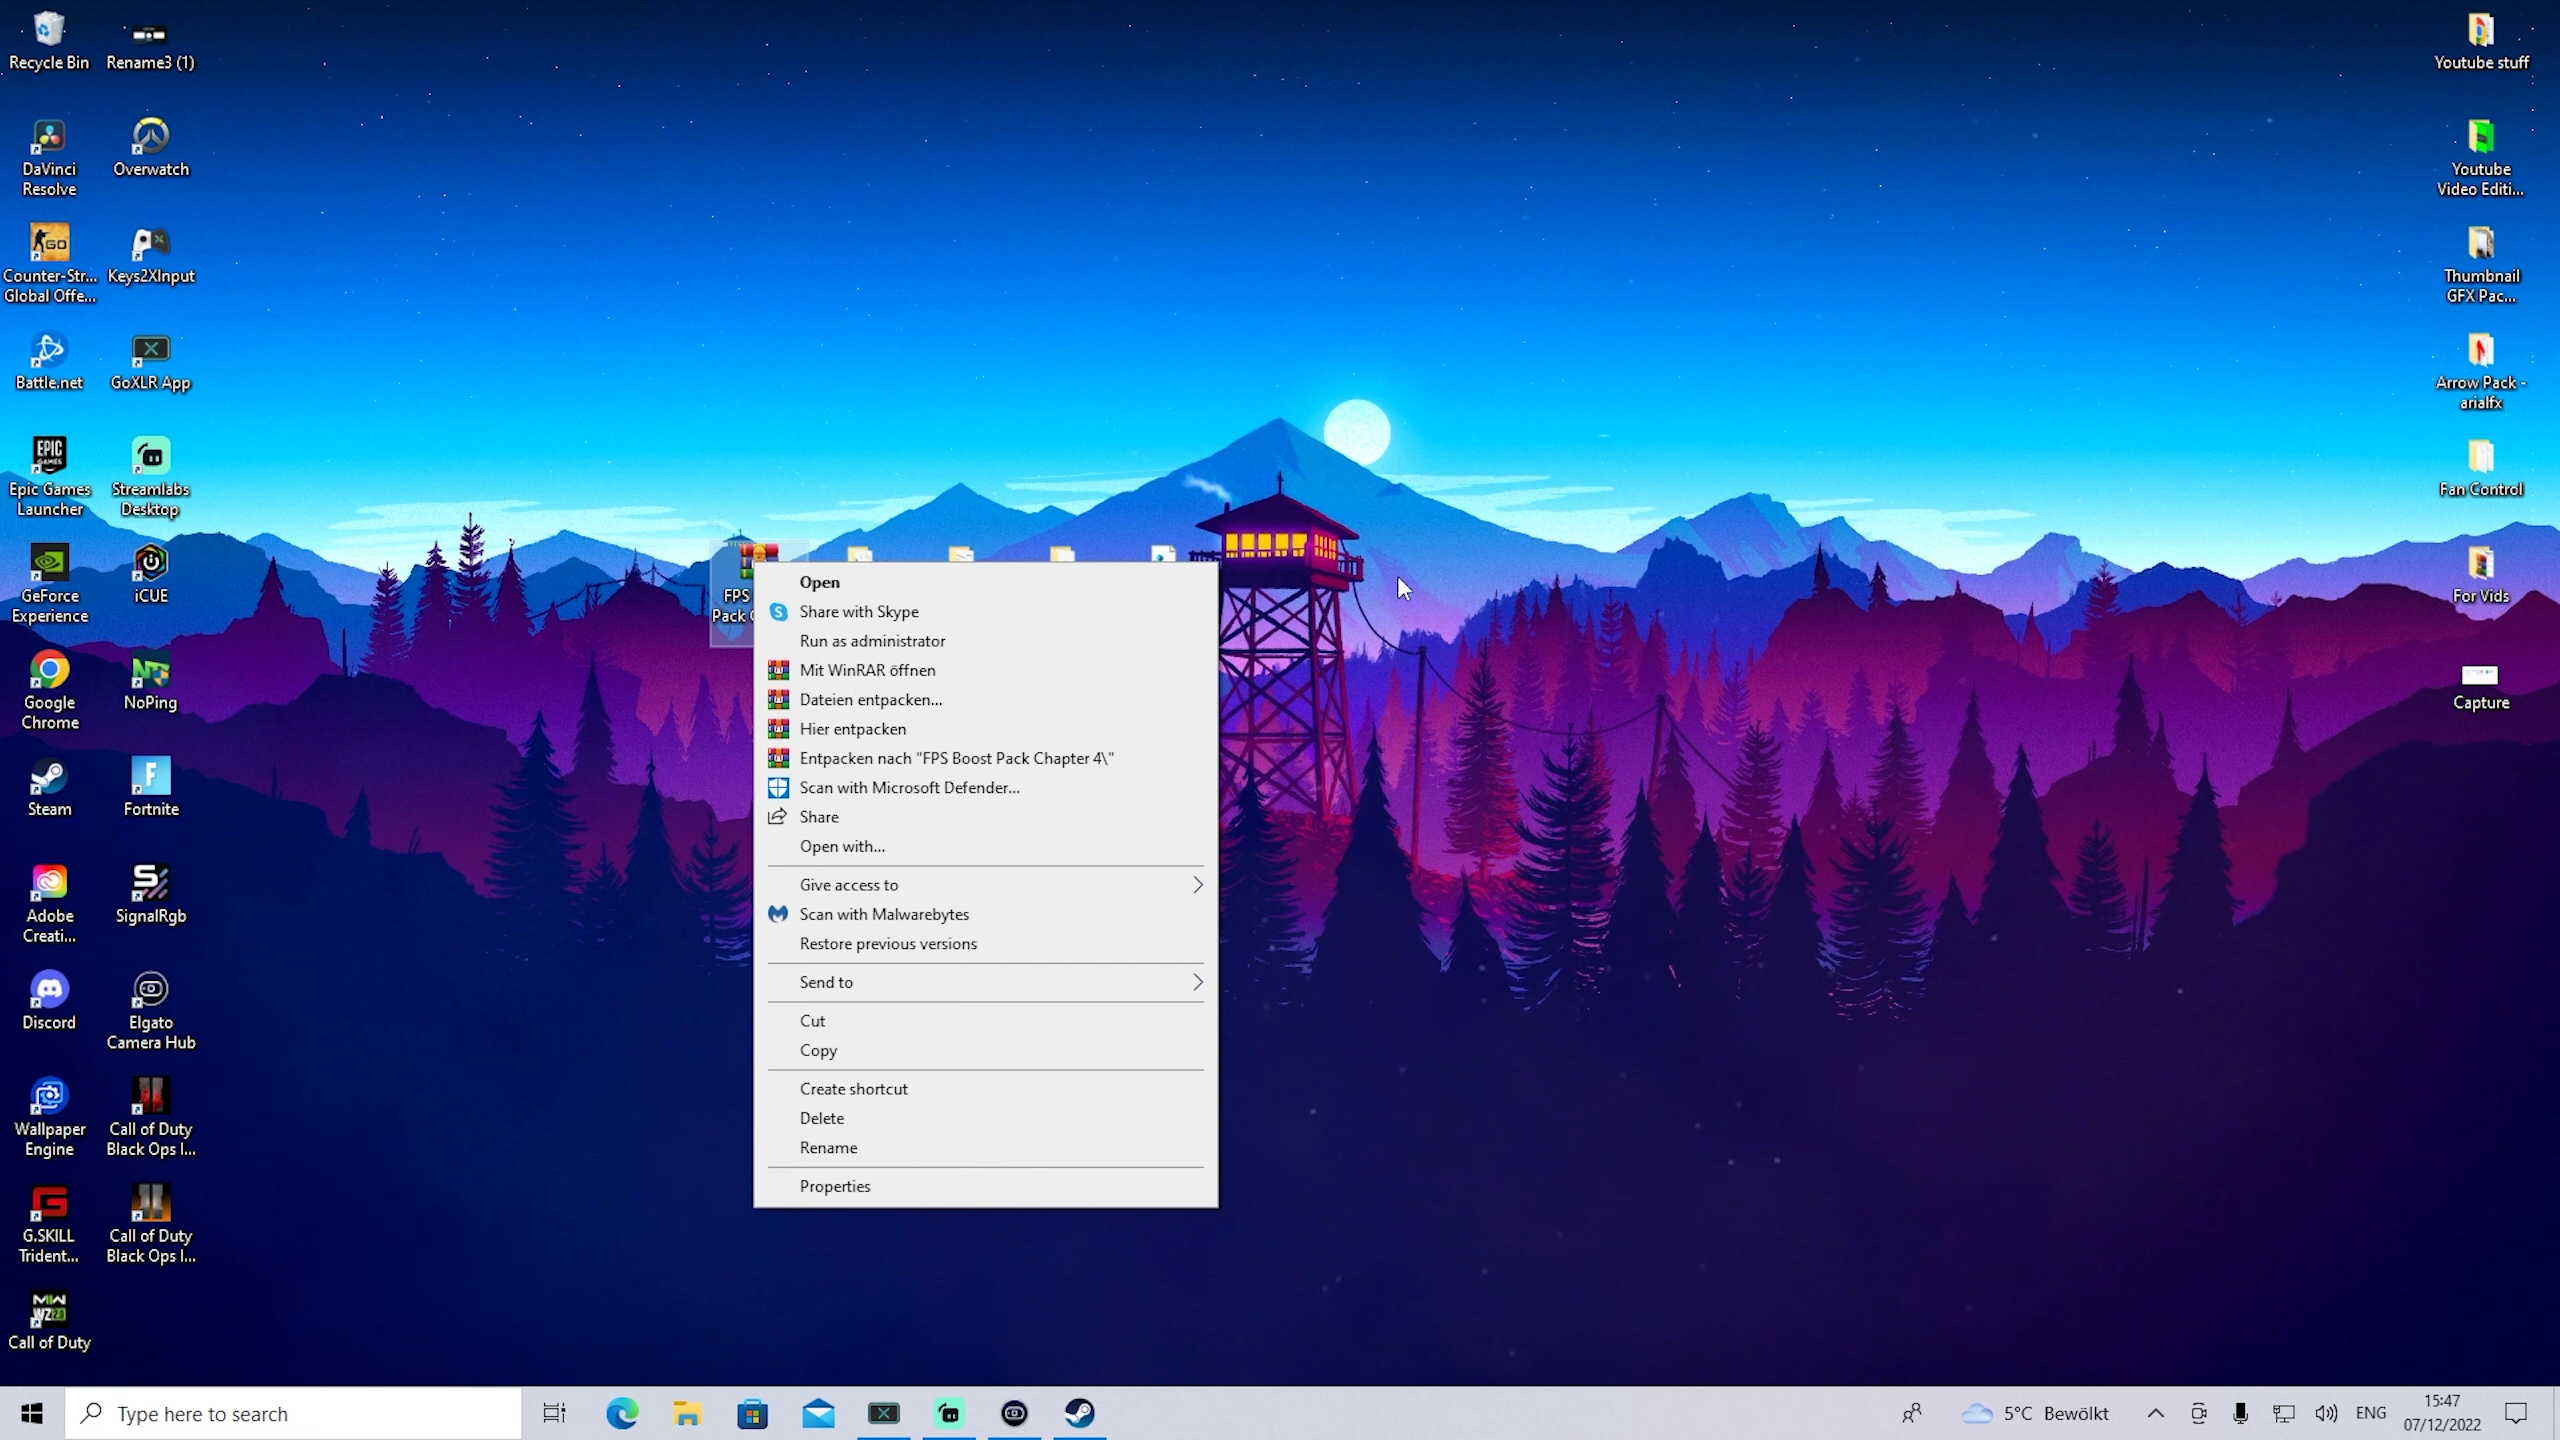 Recycle Bin
Rename3 (1)
DaVinci
Resolve
Overwatch
Counter-Str...
Global Offe...
Keys2XInput
Battle.net
GoXLR App
Epic Games
Launcher
Streamlabs
Desktop
GeForce
Experience
iCUE
Google
Chrome
NoPing
Steam
Fortnite
Adobe
Creati...
SignalRgb
Discord
Elgato
Camera Hub
Wallpaper
Engine
Call of Duty
Black Ops I...
G.SKILL
Trident...
Call of Duty
Black Ops I...
Call of Duty
FPS
Pack
Open
Share with Skype
Run as administrator
Mit WinRAR öffnen
Dateien entpacken...
Hier entpacken
Entpacken nach "FPS Boost Pack Chapter 4\"
Scan with Microsoft Defender...
Share
Open with...
Give access to
Scan with Malwarebytes
Restore previous versions
Send to
Cut
Copy
Create shortcut
Delete
Rename
Properties
Youtube stuff
Youtube
Video Editi...
Thumbnail
GFX Pac...
Arrow Pack -
arialfx
Fan Control
For Vids
Capture
Type here to search
5°C Bewölkt
ENG
15:47
07/12/2022